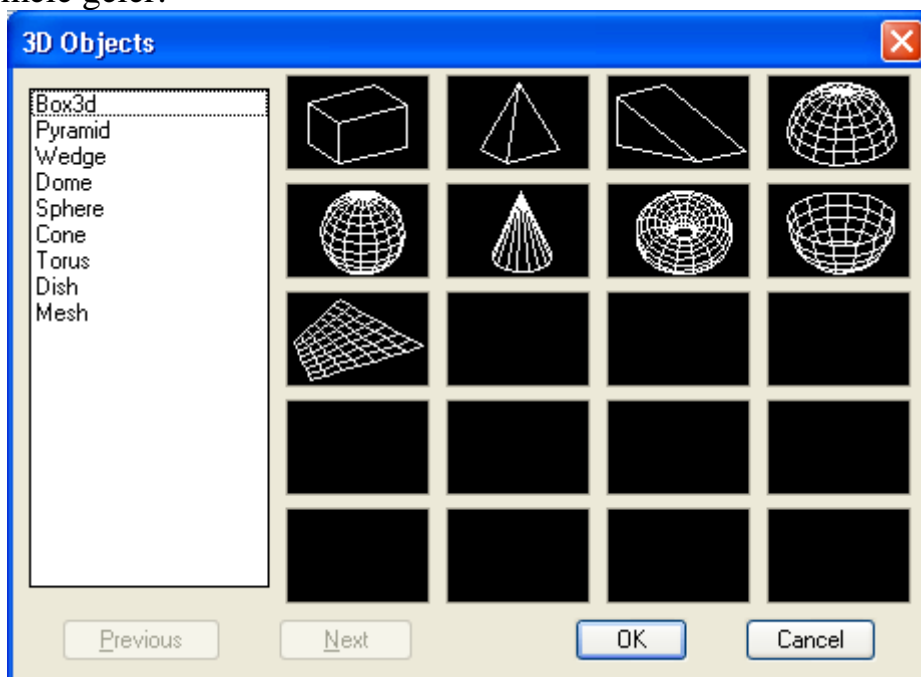 3D Objects
Box3d
Pyramid
Wedge
Dome
Sphere
Cone
Torus
Dish
Mesh
Previous
Next
OK
Cancel